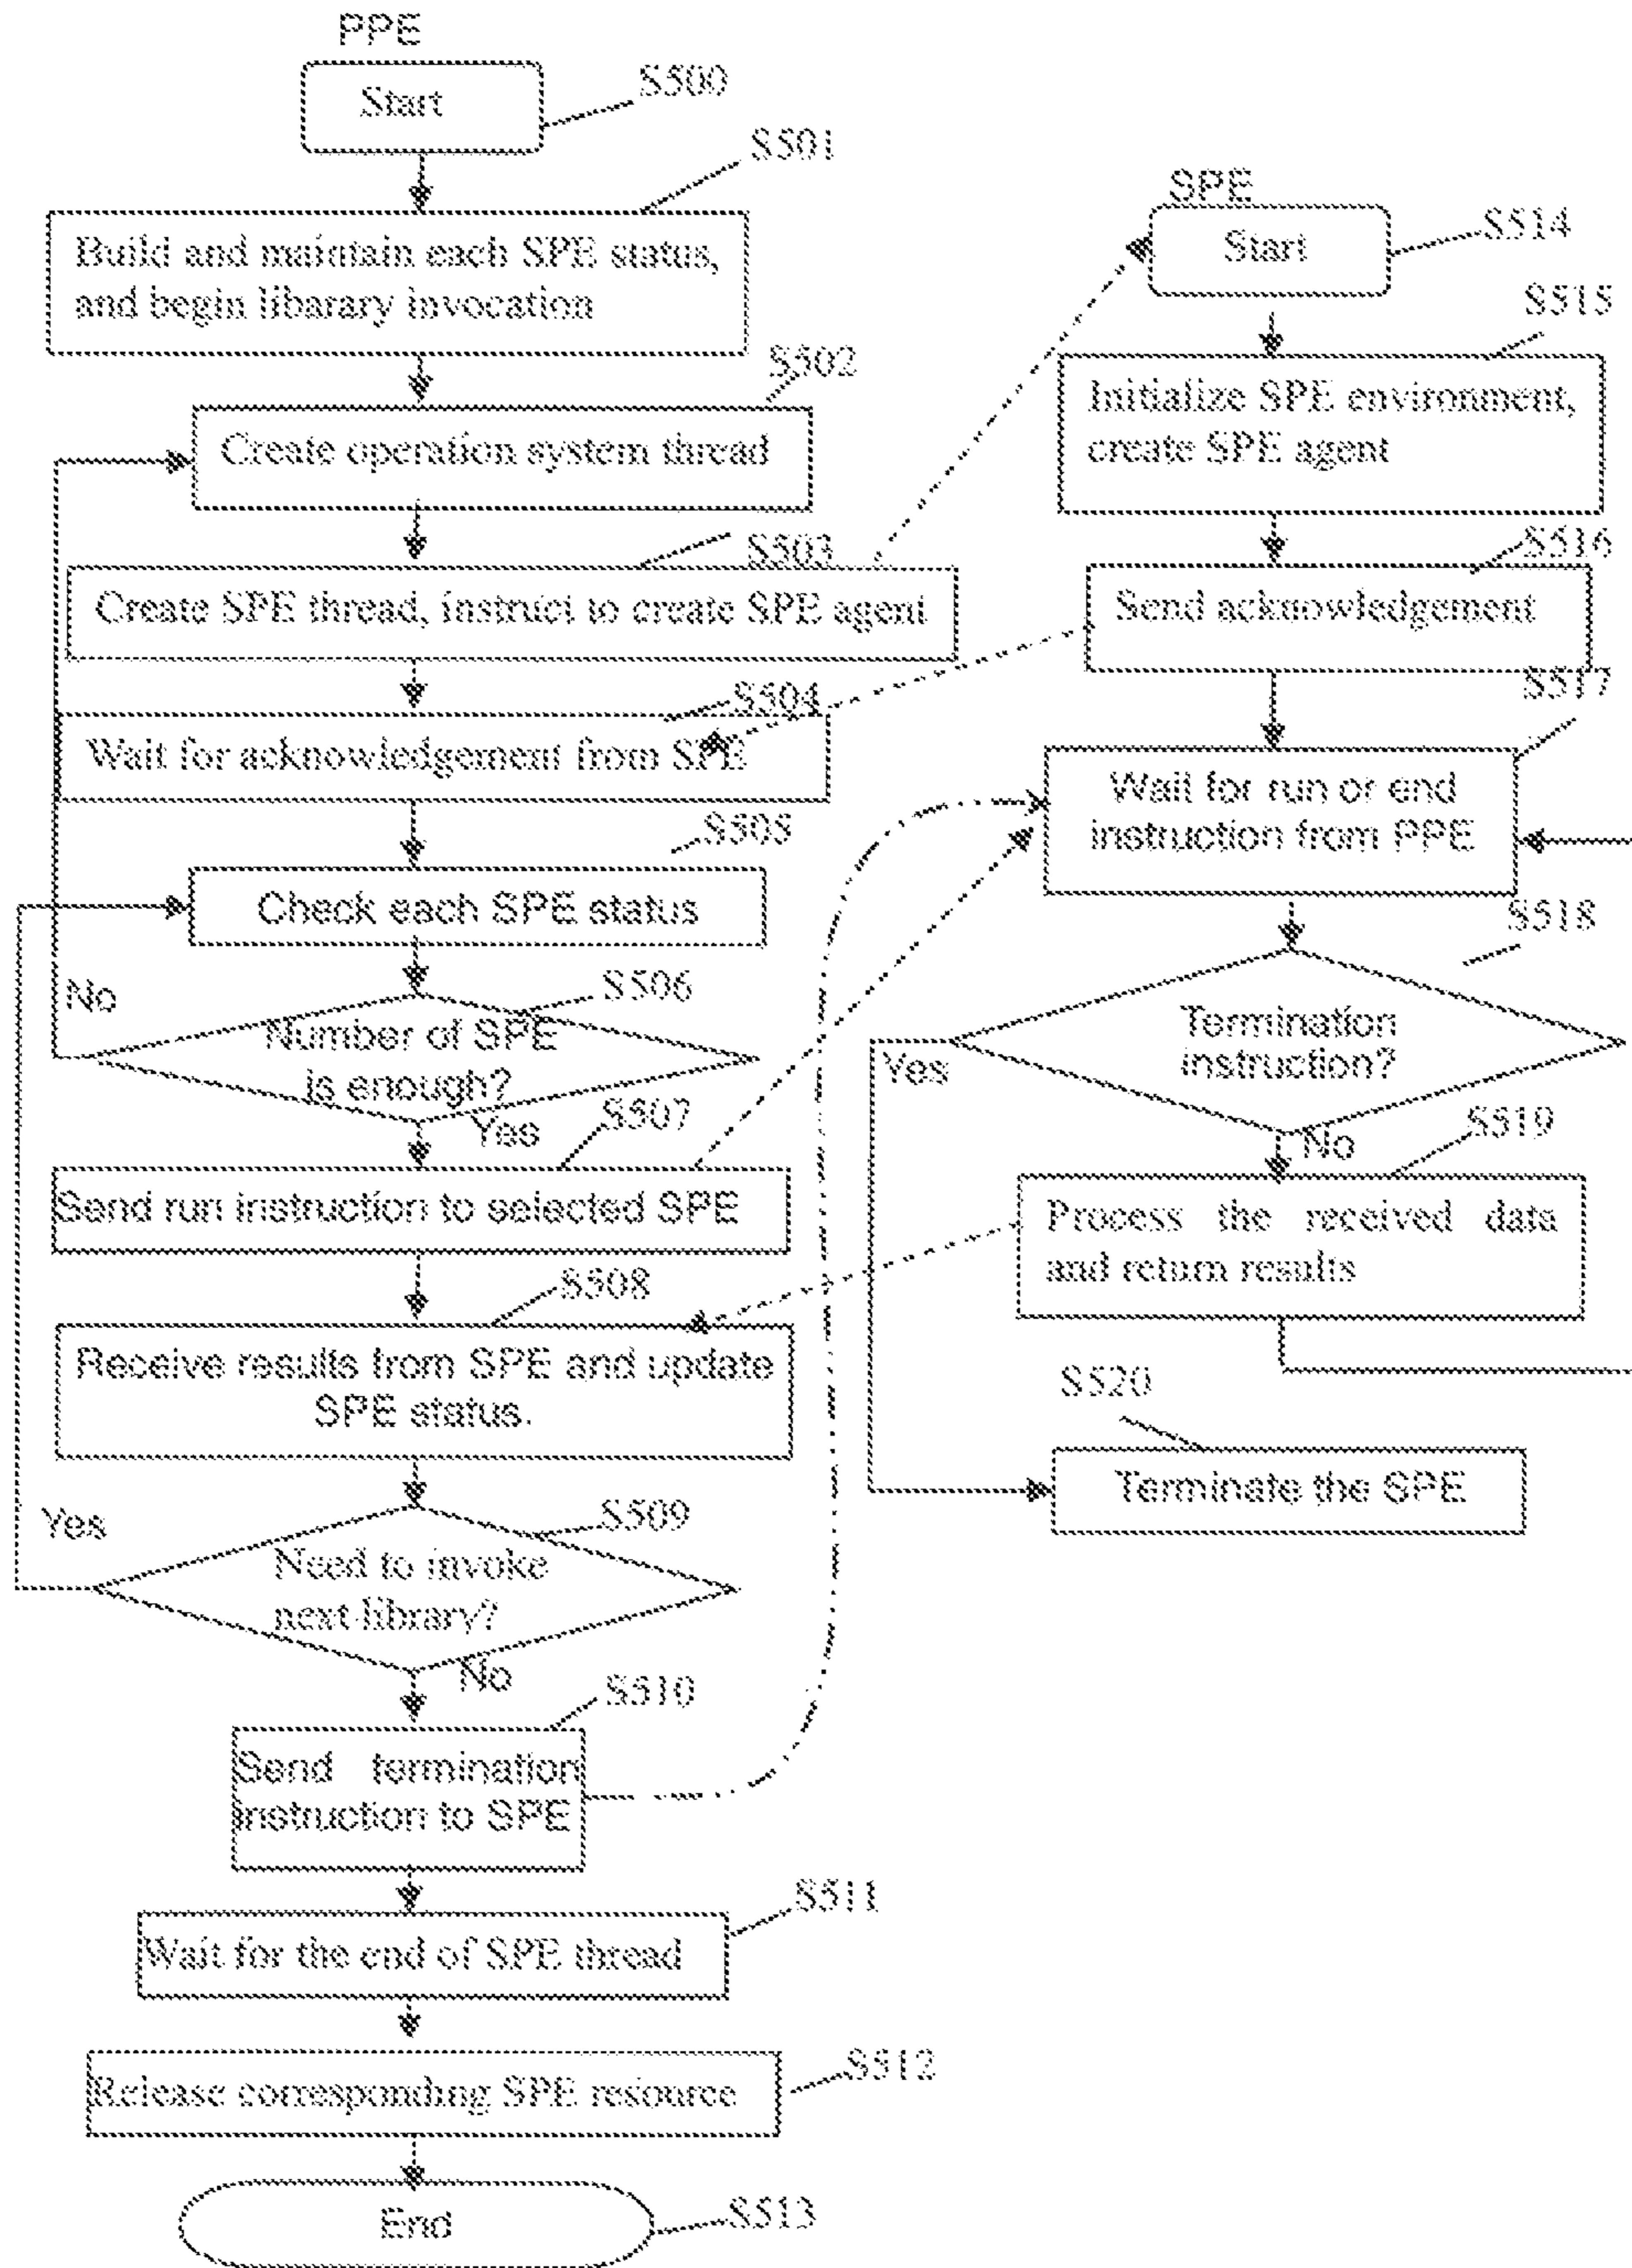 PPE
Start
S500
S501
Build and maintain each SPE status,
and begin libarary invocation
S502
Create operation system thread
S503
Create SPE thread, instruct to create SPE agent
S504
Wait for acknowledgement from SPE
S505
Check each SPE status
No
S506
Number of SPE
is enough?
Yes
S507
Send run instruction to selected SPE
S508
Receive results from SPE and update
SPE status.
Yes
S509
Need to invoke
next library?
No
S510
Send termination
instruction to SPE
S511
Wait for the end of SPE thread
S512
Release corresponding SPE resource
End
S513
SPE
Start
S514
S515
Initialize SPE environment,
create SPE agent
S516
Send acknowledgement
S517
Wait for run or end
instruction from PPE
S518
Termination
instruction?
Yes
No
S519
Process the received data
and return results
S520
Terminate the SPE